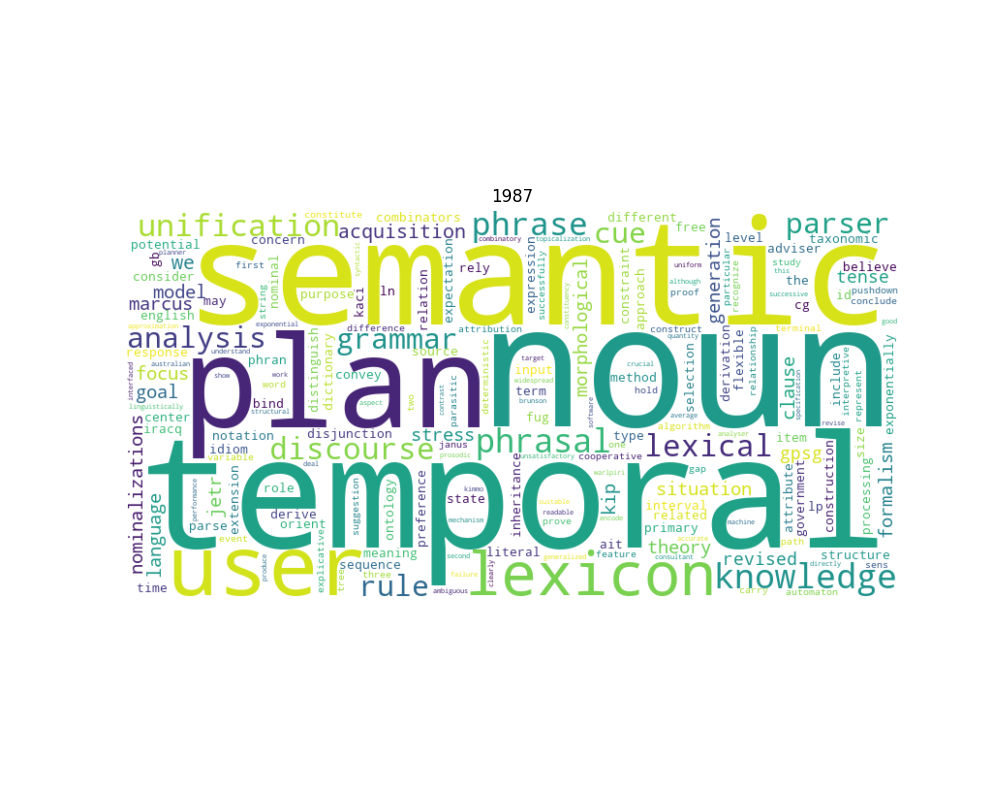 1987
unification
constitute
combinators
phrase
different
cue
free
parser
acquisition
potential
planner
concern
combinatory
topicalization
level
taxonomic
adviser
gb
we
first
semantic
syntactic
expectation
rely
expression
successfully
constituency
uniform
generation
particular
recognize
although
study
this
the
believe
consider
string
nominal
purpose
kaci
ln
relation
morphological
constraint
approach
proof
quantity
successive
tense
model
marcus
may
english
id
cg
conclude
pushdown
approximation
exponential
difference
attribution
construct
terminal
good
analysis
australian
understand
grammar
source
deterministic
plan
noun
target
widespread
crucial
method
selection
derivation
flexible
relationship
response
interfaced
focus
show
work
phran
word
distinguish
dictionary
convey
input
term
hold
clause
specification
include
interpretive
represent
exponentially
goal
linguistically
bind
structural
aspect
two
contrast
parasitic
brunson
software
average
revise
center
iracq
notation
variable
disjunction
stress
fug
algorithm
analyser
idiom
discourse
prosodic
janus
phrasal
one
type
lexical
item
gpsg
size
nominalizations
language
deal
unsatisfactory
cooperative
warlpiri
gap
temporal
performance
jetr
extension
role
suggestion
ontology
preference
kimmo
state
mechanism
inheritance
suitable
readable
prove
encode
kip
situation
interval
related
primary
machine
accurate
attribute
government
lp
construction
processing
formalism
parse
derive
orient
event
meaning
sequence
second
literal
ait
feature
generalized
consultant
theory
revised
path
structure
directly
sens
time
user
produce
explicative
tree
three
rule
failure
ambiguous
clearly
lexicon
knowledge
carry
automaton